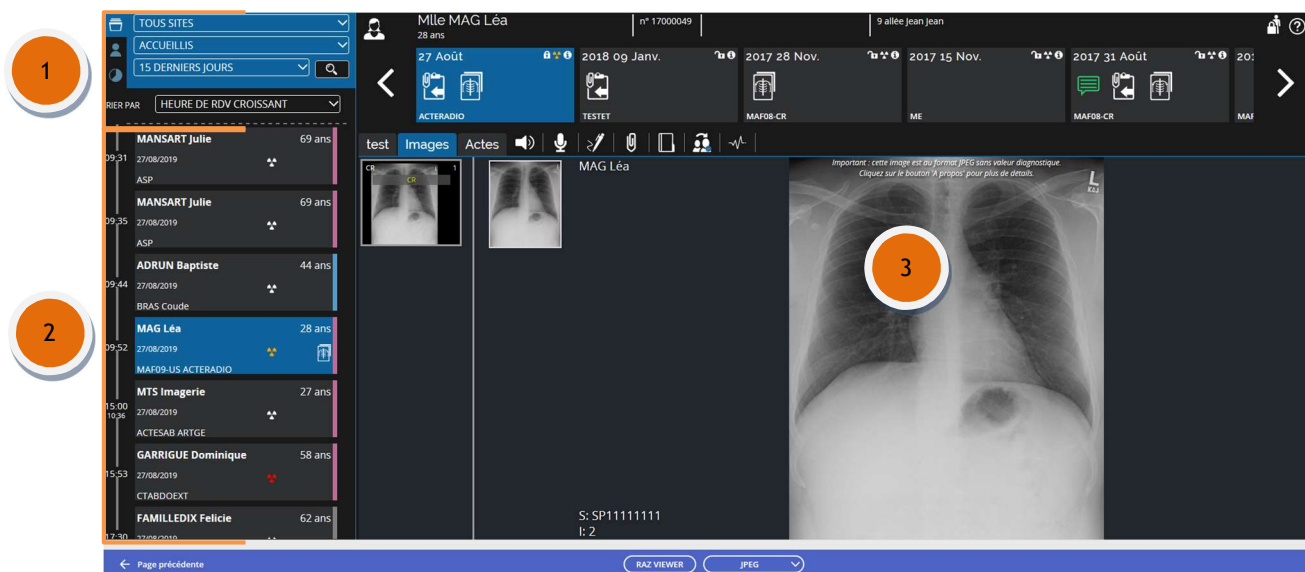 1
TOUS SITES
ACCUEILLIS
15 DERNIERS JOURS
RIER PAR HEURE DE RDV CROISSANT
2
09:31 MANSART Julie 69 ans
27/08/2019
ASP
09:35 MANSART Julie 69 ans
27/08/2019
ASP
09:44 ADRUN Baptiste 44 ans
27/08/2019
BRAS Coude
09:52 MAG Léa 28 ans
27/08/2019
MAF09-US ACTERADIO
15:00 MTS Imagerie 27 ans
10:36 27/08/2019
ACTESAB ARTGE
15:53 GARRIGUE Dominique 58 ans
27/08/2019
CTABDOEXT
17:30 FAMILLEDIX Felicie 62 ans
27/08/2019
Mlle MAG Léa n° 17000049 9 allée Jean Jean
28 ans
27 Août
ACTERADIO
2018 09 Janv.
TESTET
2017 28 Nov.
MAF08-CR
2017 15 Nov.
ME
2017 31 Août
MAF08-CR
201
MAF
test Images Actes
CR 1
CR
MAG Léa
Important : cette image est au format JPEG sans valeur diagnostique.
Cliquez sur le bouton 'A propos' pour plus de détails.
L
3
S: SP11111111
I: 2
Page précédente RAZ VIEWER JPEG